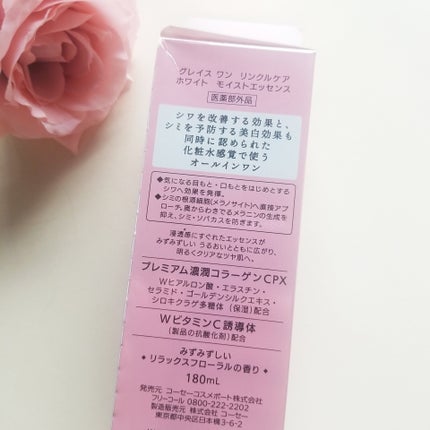 グレイス ワン リンクルケア
ホワイト モイストエッセンス
医薬部外品
シワを改善する効果と、
シミを予防する美白効果も
同時に認められた
化粧水感覚で使う
オールインワン
◆気になる目もと・口もとをはじめとする
シワへ効果を発揮。
◆シミの根源細胞(メラノサイト)へ直接アプ
ローチ。奥からわきでるメラニンの生成を
抑え、シミ・ソバカスを防ぎます。
浸透感にすぐれたエッセンスが
みずみずしい うるおいとともに広がり、
明るくクリアなツヤ肌へ。
プレミアム濃潤コラーゲンCPX
Wヒアルロン酸・エラスチン・
セラミド・ゴールデンシルクエキス・
シロキクラゲ多糖体（保湿）配合
WビタミンC誘導体
(製品の抗酸化剤)配合
みずみずしい
◆リラックスフローラルの香り◆
180mL
発売元 コーセーコスメポート株式会社
フリーコール 0800-222-2202
製造販売元 株式会社 コーセー
東京都中央区日本橋3-6-2